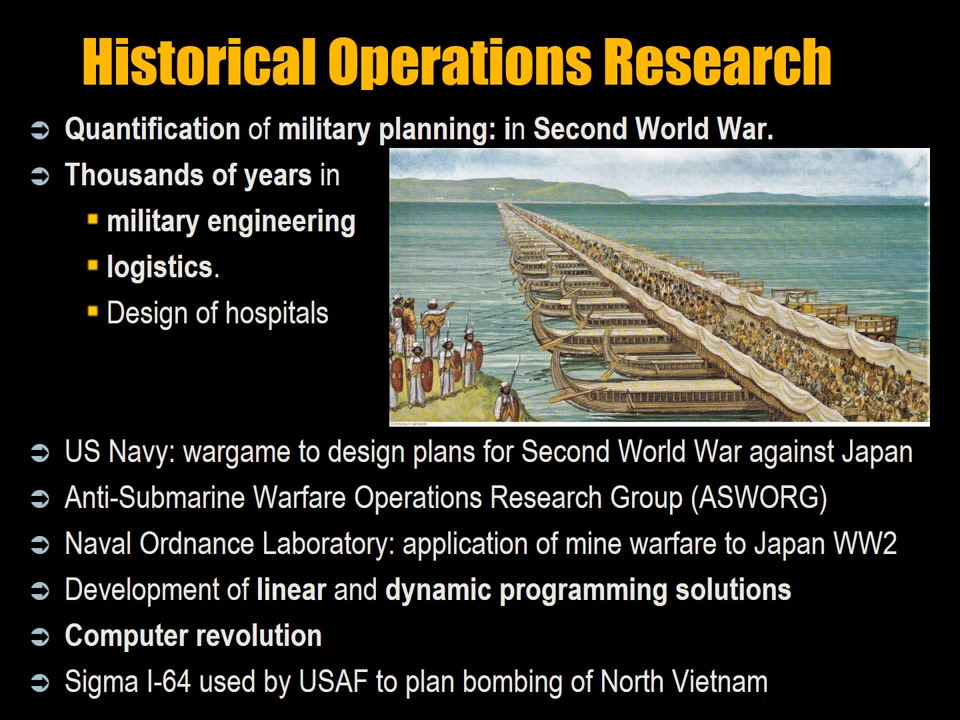 Historical Operations Research
Quantification of military planning: in Second World War.
Thousands of years in
military engineering
logistics.
Design of hospitals
US Navy: wargame to design plans for Second World War against Japan
Anti-Submarine Warfare Operations Research Group (ASWORG)
Naval Ordnance Laboratory: application of mine warfare to Japan WW2
Development of linear and dynamic programming solutions
Computer revolution
Sigma I-64 used by USAF to plan bombing of North Vietnam